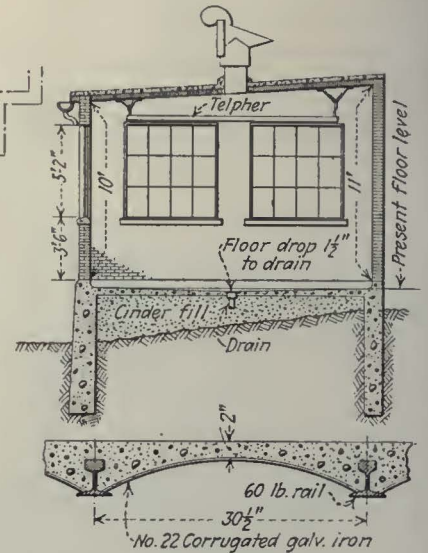 Telpher
5'2"
3'6"
10'
11'
Present floor level
Floor drop 1½"
to drain
Cinder fill
Drain
2"
60 lb. rail
30½"
No. 22 Corrugated galv. iron